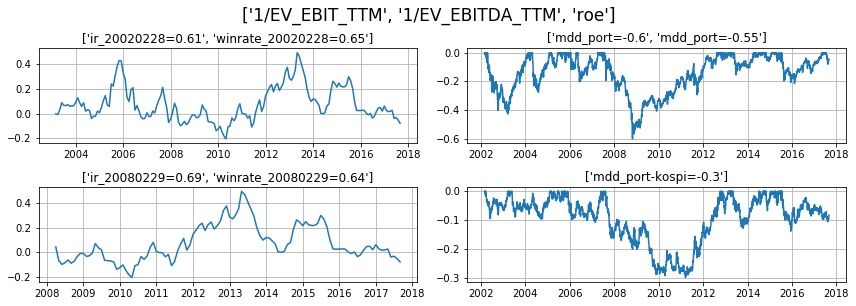 ['1/EV_EBIT_TTM', '1/EV_EBITDA_TTM', 'roe']
['ir_20020228=0.61', 'winrate_20020228=0.65']
0.4
0.2
0.0
−0.2
2004 2006 2008 2010 2012 2014 2016 2018
['mdd_port=-0.6', 'mdd_port=-0.55']
0.0
−0.2
−0.4
−0.6
2002 2004 2006 2008 2010 2012 2014 2016 2018
['ir_20080229=0.69', 'winrate_20080229=0.64']
0.4
0.2
0.0
−0.2
2008 2009 2010 2011 2012 2013 2014 2015 2016 2017 2018
['mdd_port-kospi=-0.3']
0.0
−0.1
−0.2
−0.3
2002 2004 2006 2008 2010 2012 2014 2016 2018